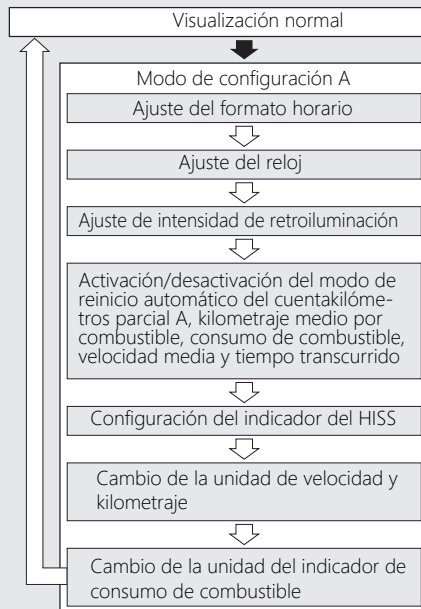 Visualización normal
Modo de configuración A
Ajuste del formato horario
Ajuste del reloj
Ajuste de intensidad de retroiluminación
Activación/desactivación del modo de
reinicio automático del cuentakilóme-
tros parcial A, kilometraje medio por
combustible, consumo de combustible,
velocidad media y tiempo transcurrido
Configuración del indicador del HISS
Cambio de la unidad de velocidad y
kilometraje
Cambio de la unidad del indicador de
consumo de combustible